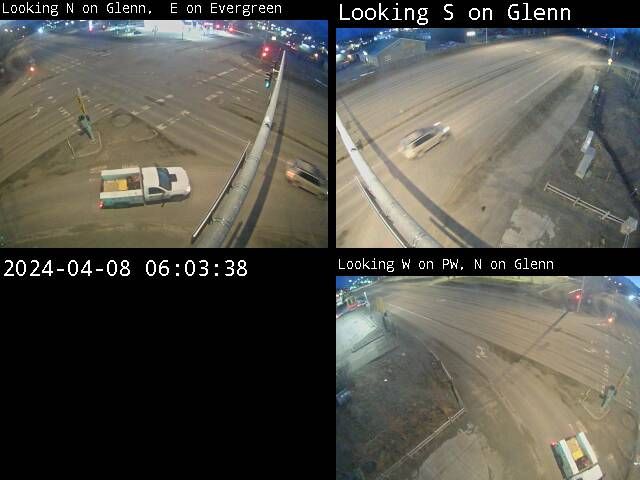 Looking N on Glenn, E on Evergreen
Looking S on Glenn
2024-04-08 06:03:38
Looking W on PW, N on Glenn